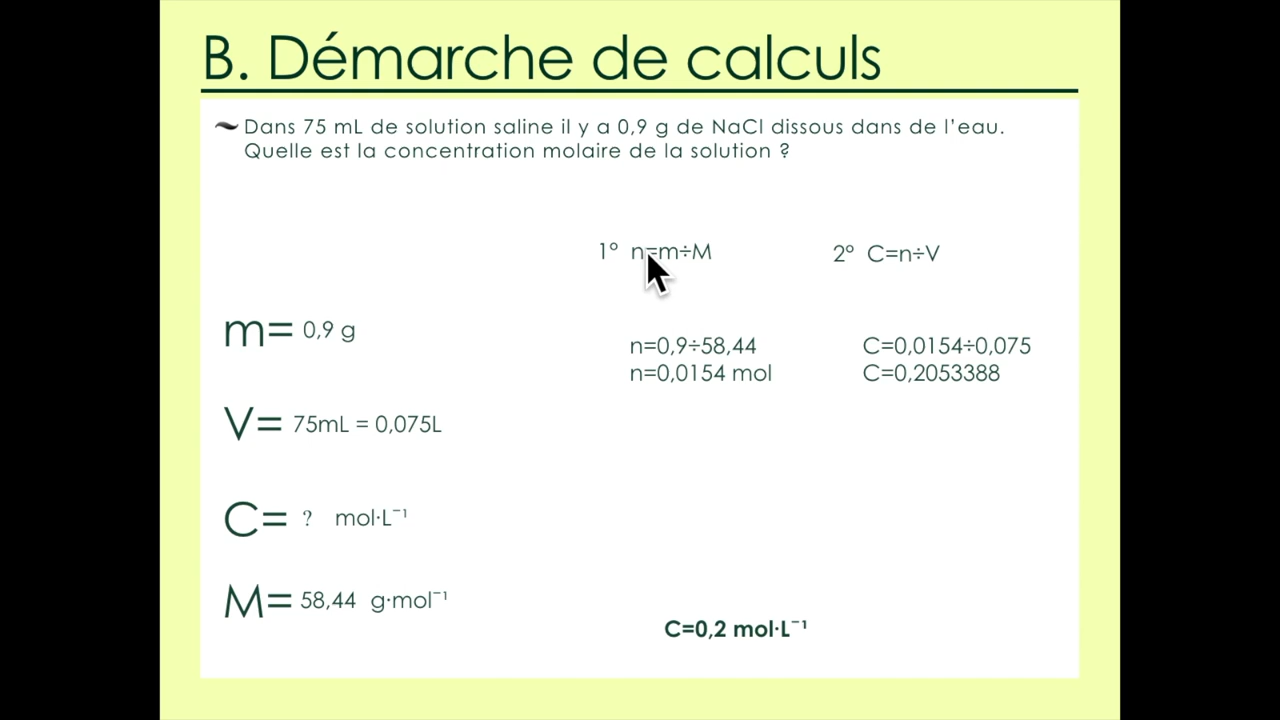 B. Démarche de calculs
Dans 75 mL de solution saline il y a 0,9 g de NaCl dissous dans de l'eau.
Quelle est la concentration molaire de la solution ?
1° n=m÷M
2° C=n÷V
m= 0,9 g
n=0,9÷58,44
n=0,0154 mol
C=0,0154÷0,075
C=0,2053388
V= 75mL = 0,075L
C= ? mol·L⁻¹
M= 58,44 g·mol⁻¹
C=0,2 mol·L⁻¹